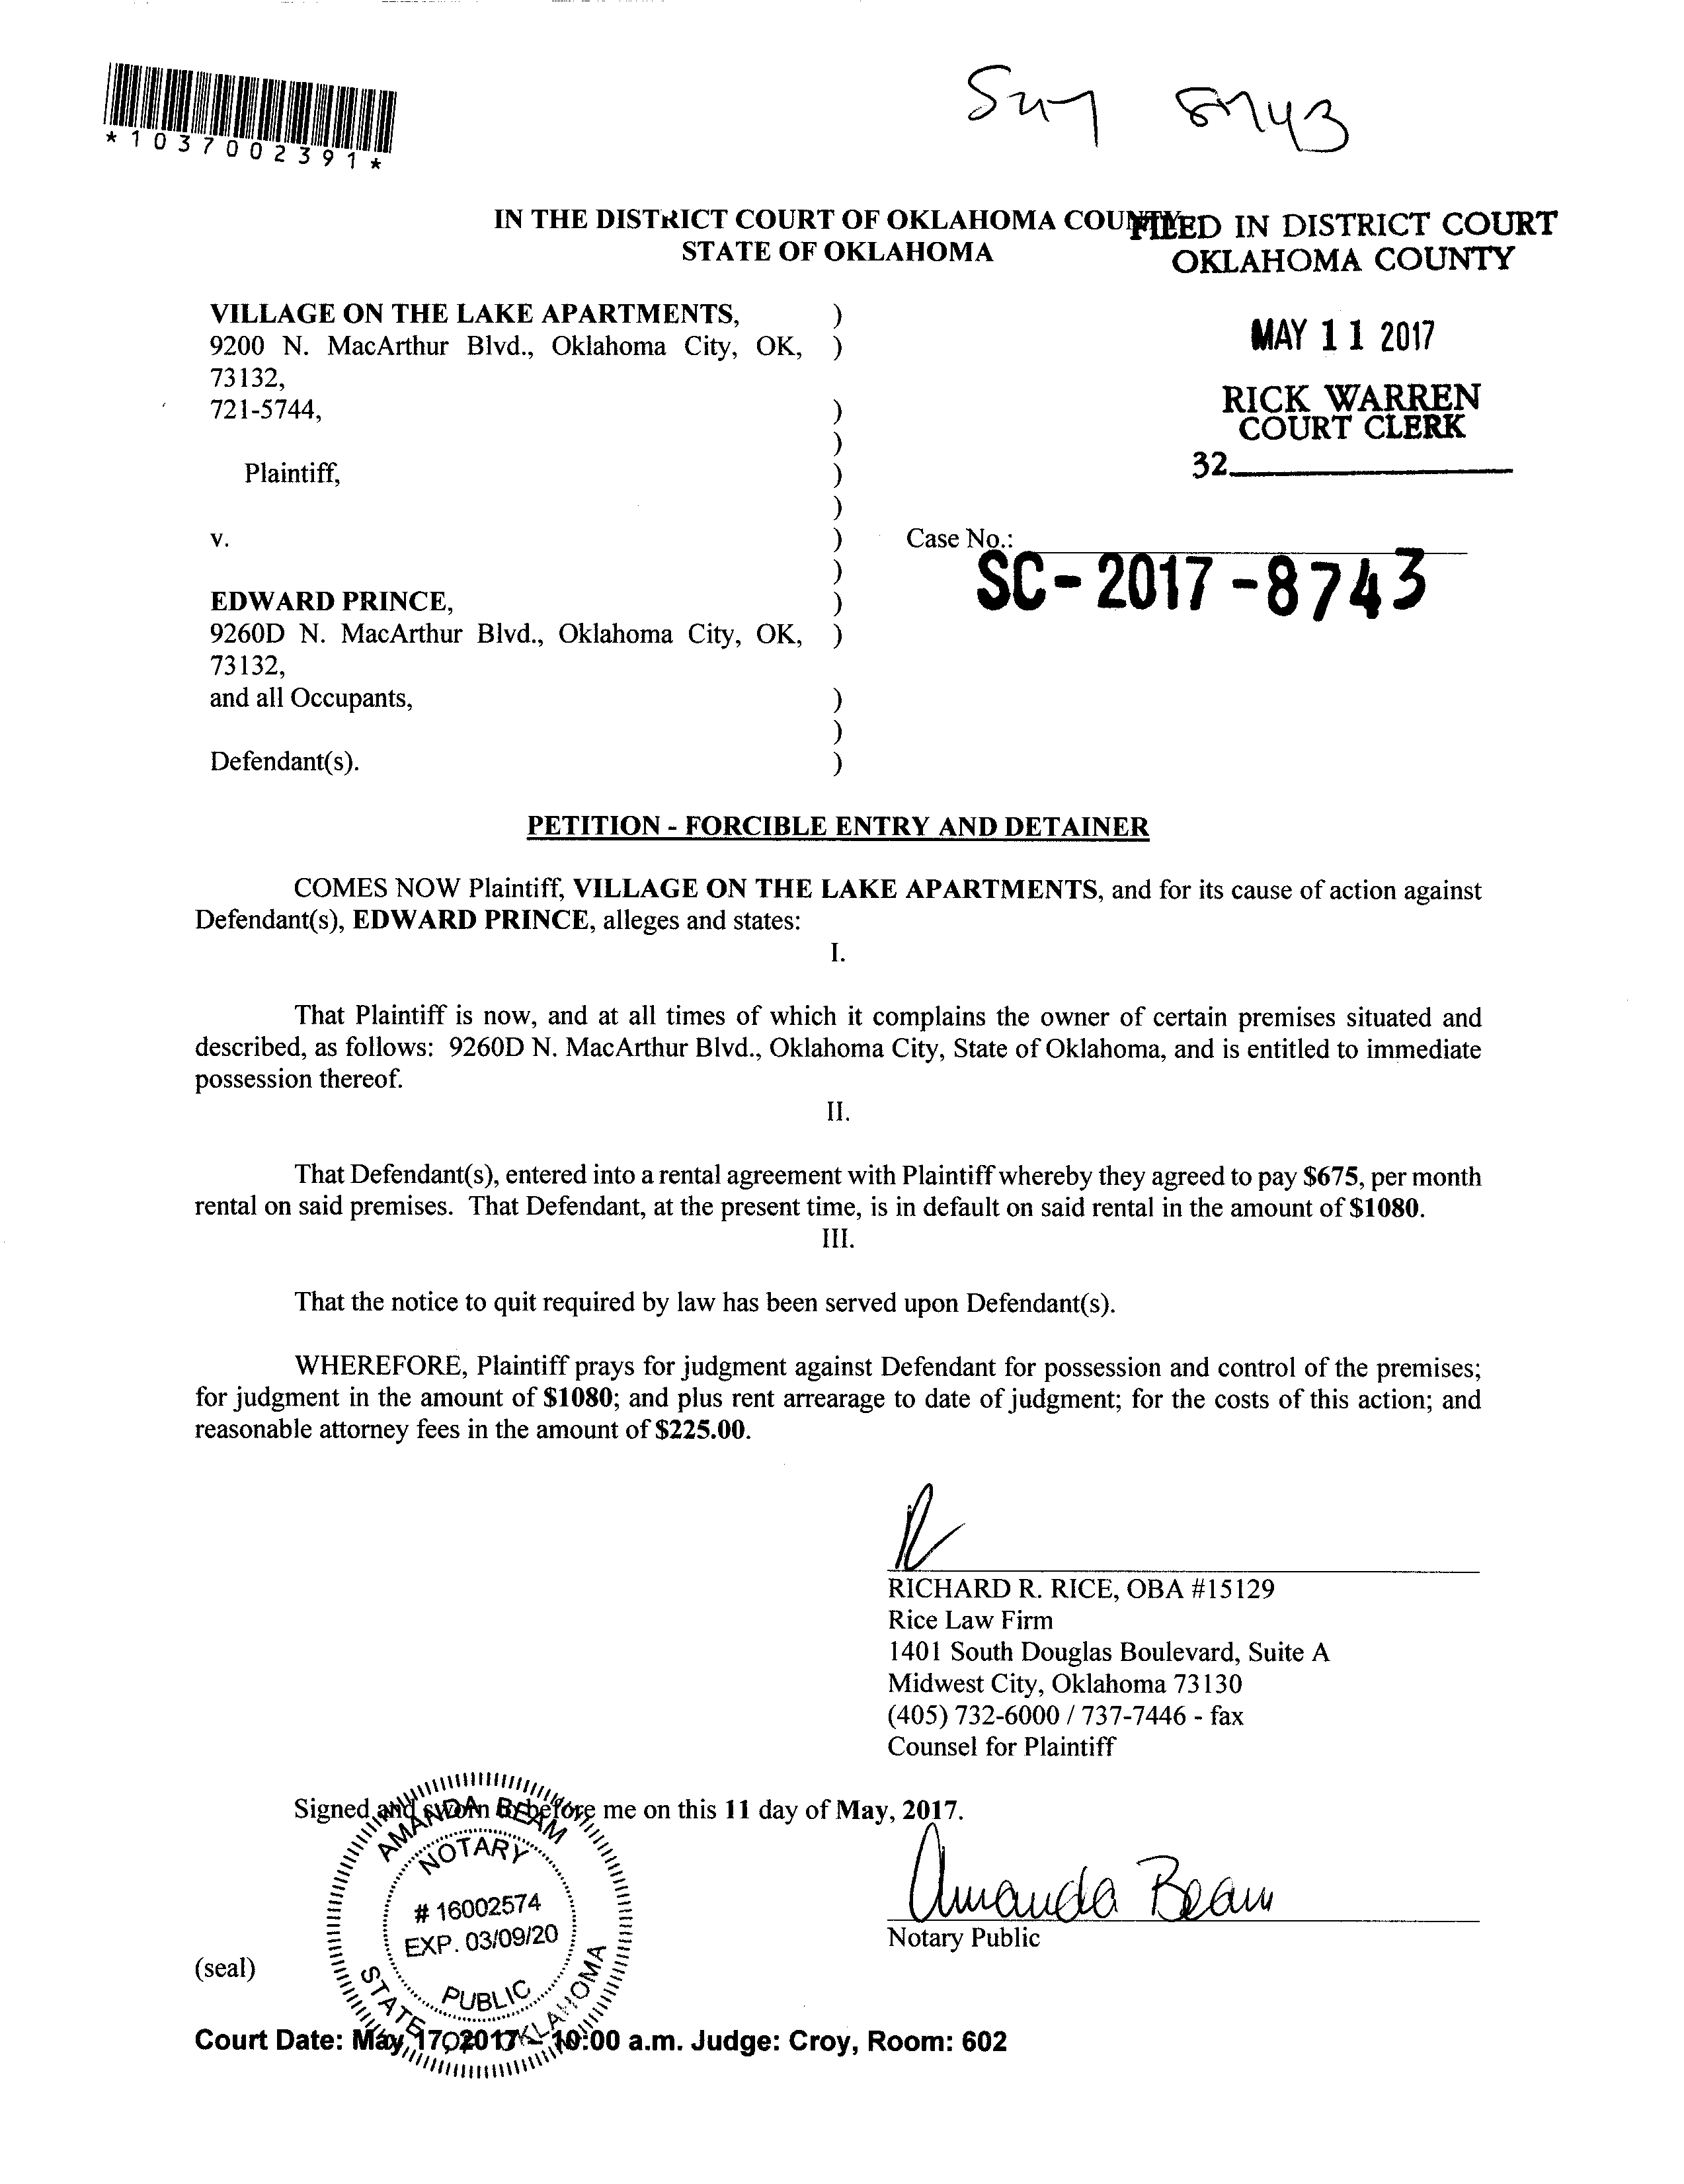 *1037002391*
8743
IN THE DISTRICT COURT OF OKLAHOMA COUNTY
STATE OF OKLAHOMA
FILED IN DISTRICT COURT
OKLAHOMA COUNTY
MAY 11 2017
RICK WARREN
COURT CLERK
32
VILLAGE ON THE LAKE APARTMENTS, )
9200 N. MacArthur Blvd., Oklahoma City, OK, )
73132,
721-5744, )
)
Plaintiff, )
)
v. )
Case No.:
SC-2017-8743
)
EDWARD PRINCE, )
9260D N. MacArthur Blvd., Oklahoma City, OK, )
73132,
and all Occupants, )
)
Defendant(s). )
PETITION - FORCIBLE ENTRY AND DETAINER
COMES NOW Plaintiff, VILLAGE ON THE LAKE APARTMENTS, and for its cause of action against
Defendant(s), EDWARD PRINCE, alleges and states:
I.
That Plaintiff is now, and at all times of which it complains the owner of certain premises situated and
described, as follows: 9260D N. MacArthur Blvd., Oklahoma City, State of Oklahoma, and is entitled to immediate
possession thereof.
II.
That Defendant(s), entered into a rental agreement with Plaintiff whereby they agreed to pay $675, per month
rental on said premises. That Defendant, at the present time, is in default on said rental in the amount of $1080.
III.
That the notice to quit required by law has been served upon Defendant(s).
WHEREFORE, Plaintiff prays for judgment against Defendant for possession and control of the premises;
for judgment in the amount of $1080; and plus rent arrearage to date of judgment; for the costs of this action; and
reasonable attorney fees in the amount of $225.00.
RICHARD R. RICE, OBA #15129
Rice Law Firm
1401 South Douglas Boulevard, Suite A
Midwest City, Oklahoma 73130
(405) 732-6000 / 737-7446 - fax
Counsel for Plaintiff
Signed and sworn to before me on this 11 day of May, 2017.
AMANDA BEAM
NOTARY
# 16002574
EXP. 03/09/20
PUBLIC
STATE OF OKLAHOMA
Amanda Beam
Notary Public
(seal)
Court Date: May 17, 2017 - 10:00 a.m. Judge: Croy, Room: 602